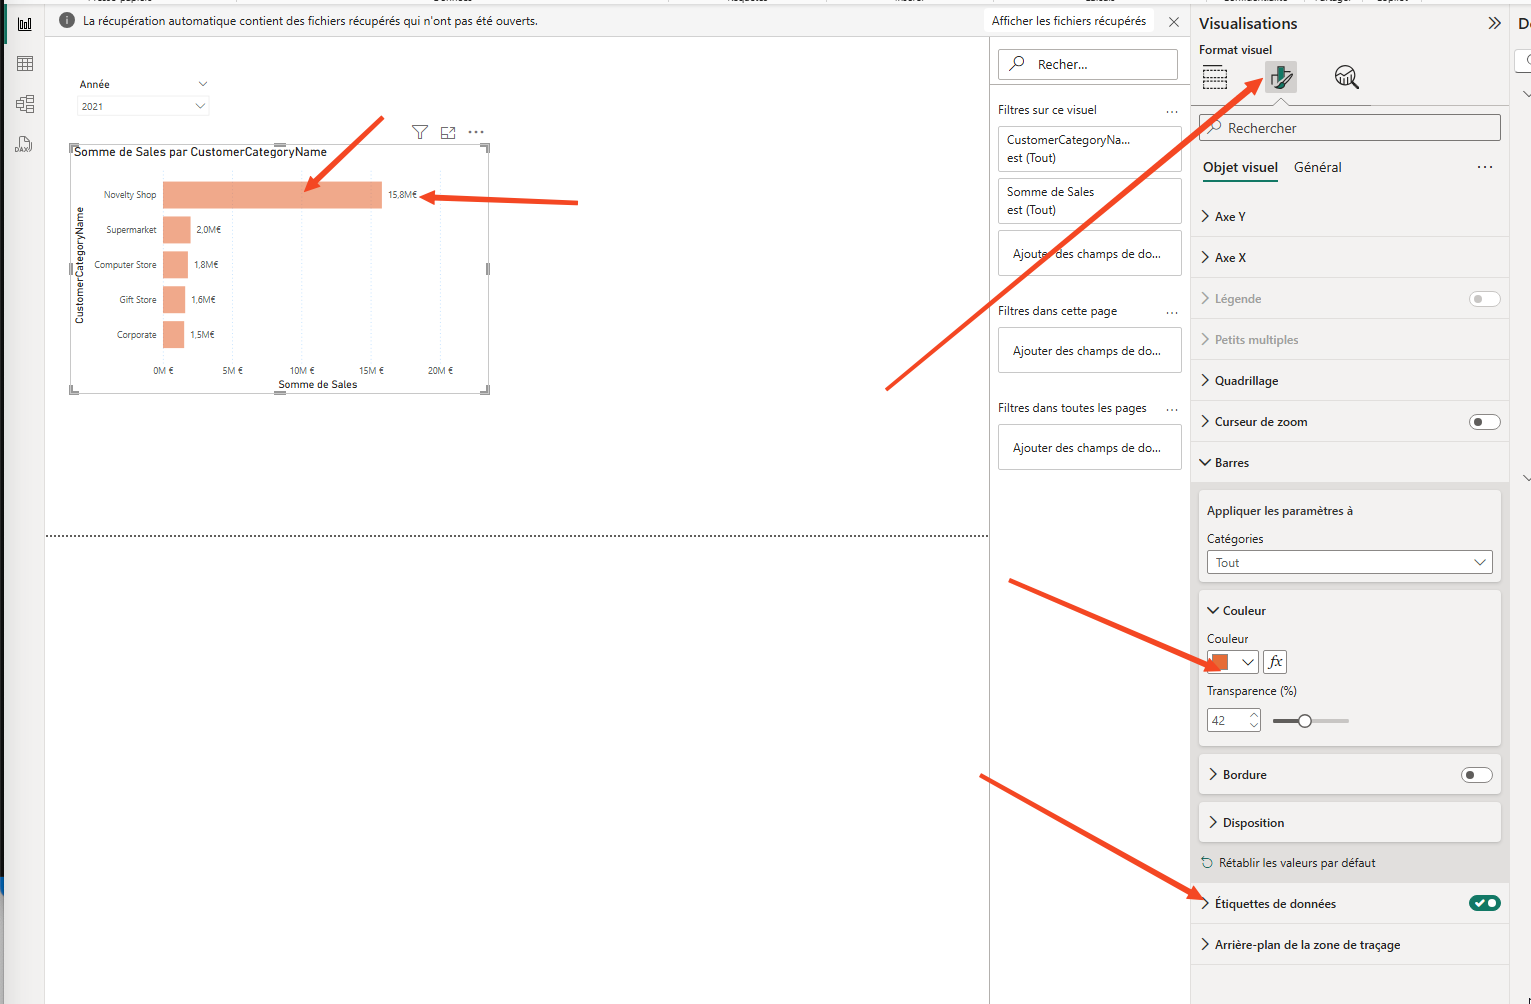 La récupération automatique contient des fichiers récupérés qui n'ont pas été ouverts.
Afficher les fichiers récupérés
Année
2021
Somme de Sales par CustomerCategoryName
CustomerCategoryName
Novelty Shop
15,8M€
Supermarket
2,0M€
Computer Store
1,8M€
Gift Store
1,6M€
Corporate
1,5M€
0M €
5M €
10M €
15M €
20M €
Somme de Sales
DAX
Recher...
Filtres sur ce visuel
...
CustomerCategoryNa...
est (Tout)
Somme de Sales
est (Tout)
Ajouter des champs de do...
Filtres dans cette page
...
Ajouter des champs de do...
Filtres dans toutes les pages
...
Ajouter des champs de do...
Visualisations
Format visuel
Rechercher
Objet visuel
Général
...
Axe Y
Axe X
Légende
Petits multiples
Quadrillage
Curseur de zoom
Barres
Appliquer les paramètres à
Catégories
Tout
Couleur
Couleur
fx
Transparence (%)
42
Bordure
Disposition
Rétablir les valeurs par défaut
Étiquettes de données
Arrière-plan de la zone de traçage